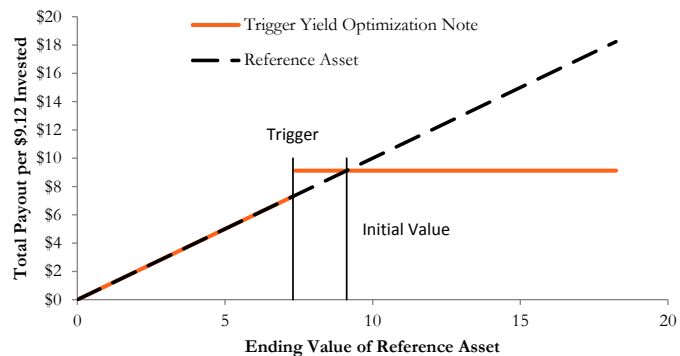 $20
$18
$16
$14
$12
$10
$8
$6
$4
$2
$0
Total Payout per $9.12 Invested
Trigger Yield Optimization Note
Reference Asset
Trigger
Initial Value
0
5
10
15
20
Ending Value of Reference Asset